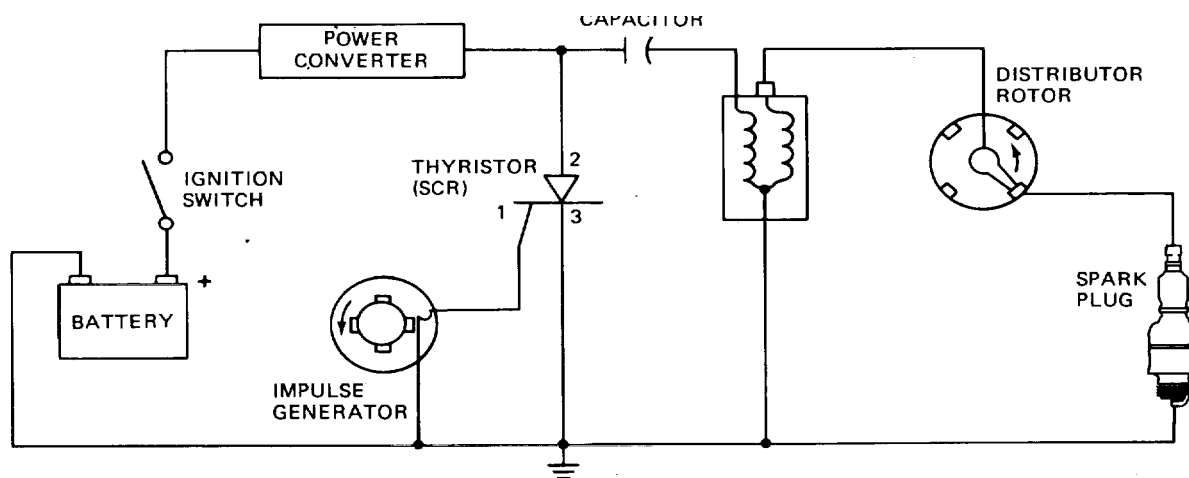 CAPACITOR
POWER
CONVERTER
DISTRIBUTOR
ROTOR
THYRISTOR
(SCR)
2
1
3
IGNITION
SWITCH
+
BATTERY
SPARK
PLUG
IMPULSE
GENERATOR